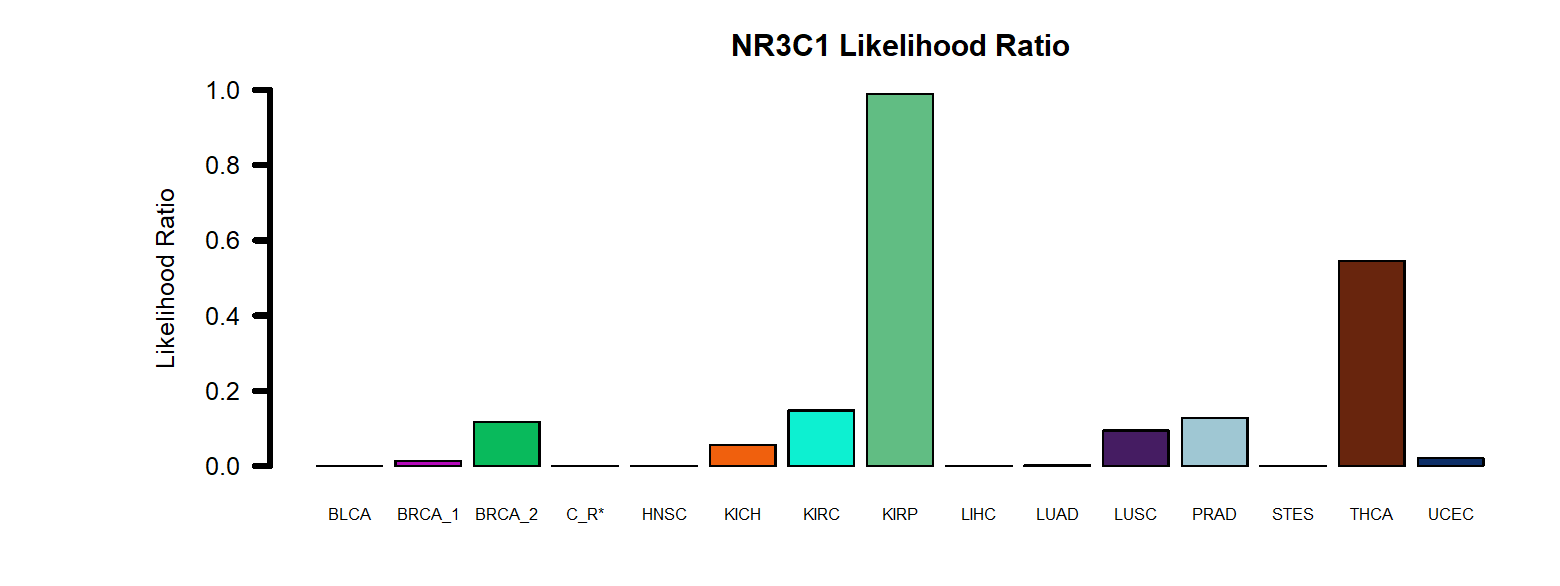 NR3C1 Likelihood Ratio
Likelihood Ratio
1.0
0.8
0.6
0.4
0.2
0.0
BLCA BRCA_1 BRCA_2 C_R* HNSC KICH KIRC KIRP LIHC LUAD LUSC PRAD STES THCA UCEC